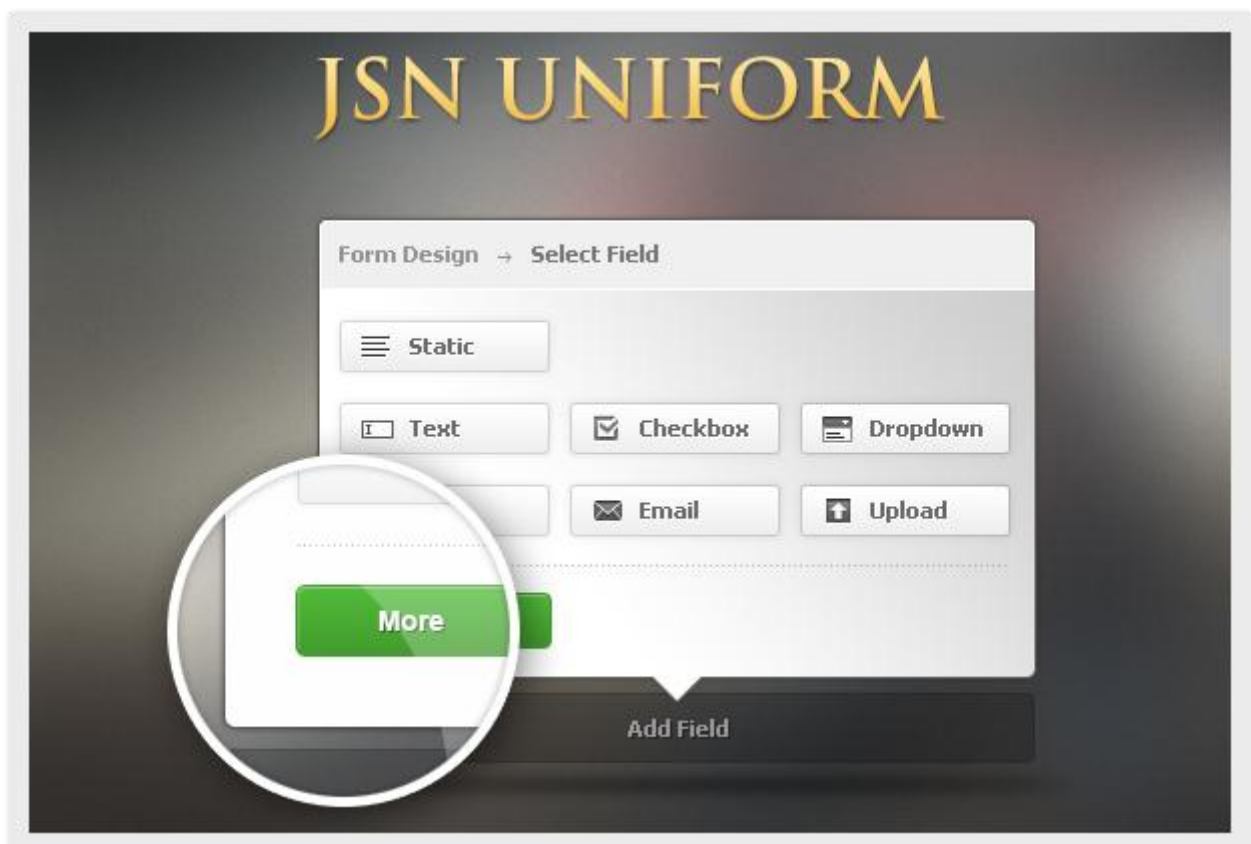 JSN UNIFORM
Form Design → Select Field
Static
Text Checkbox Dropdown
Email Upload
More
Add Field